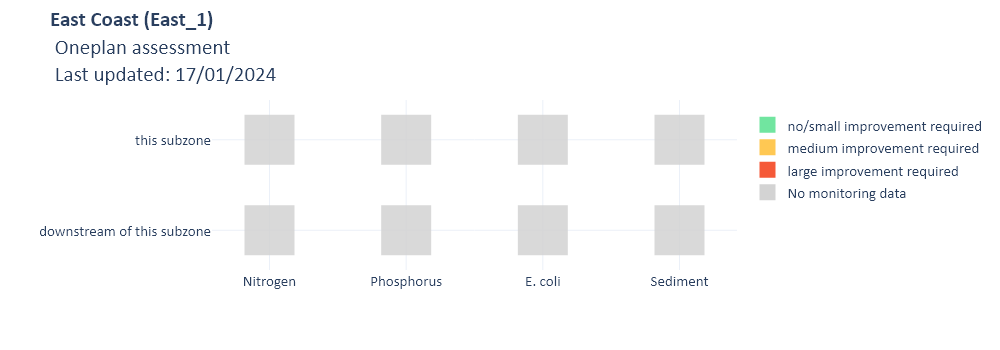 East Coast (East_1)
Oneplan assessment
Last updated: 17/01/2024
this subzone
downstream of this subzone
Nitrogen
Phosphorus
E. coli
Sediment
no/small improvement required
medium improvement required
large improvement required
No monitoring data